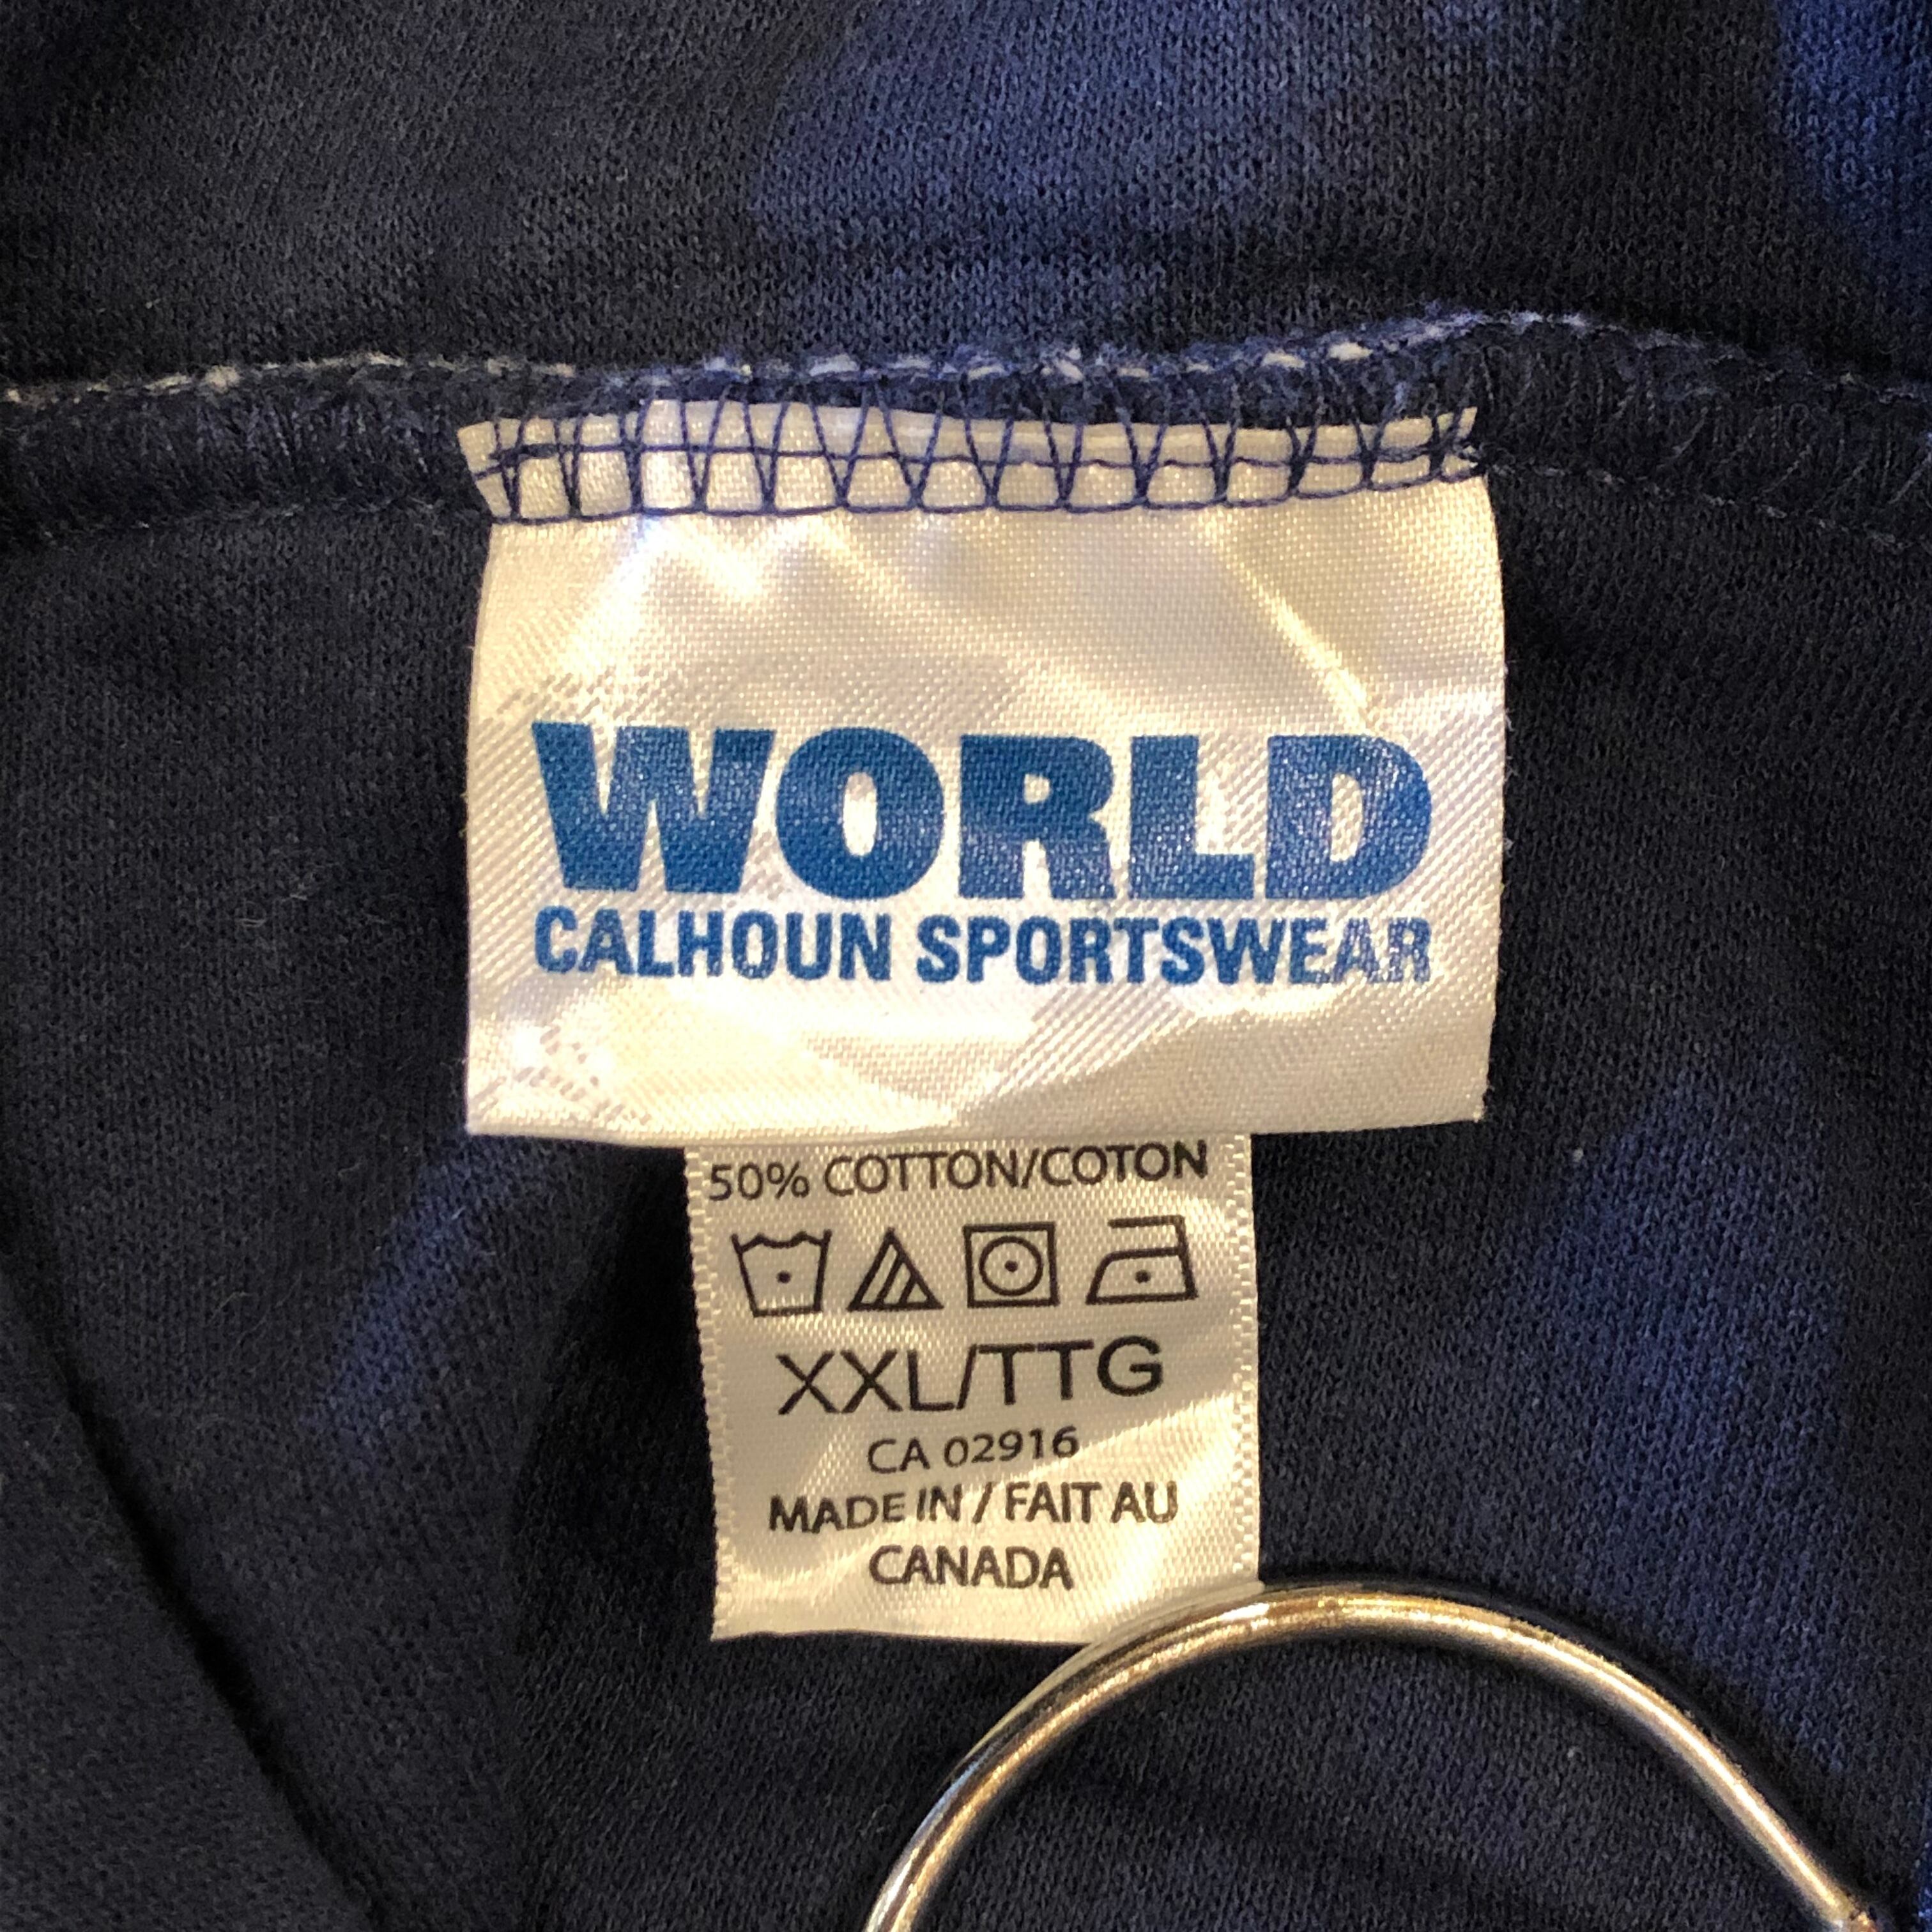 WORLD
CALHOUN SPORTSWEAR
50% COTTON/COTON
XXL/TTG
CA 02916
MADE IN / FAIT AU
CANADA